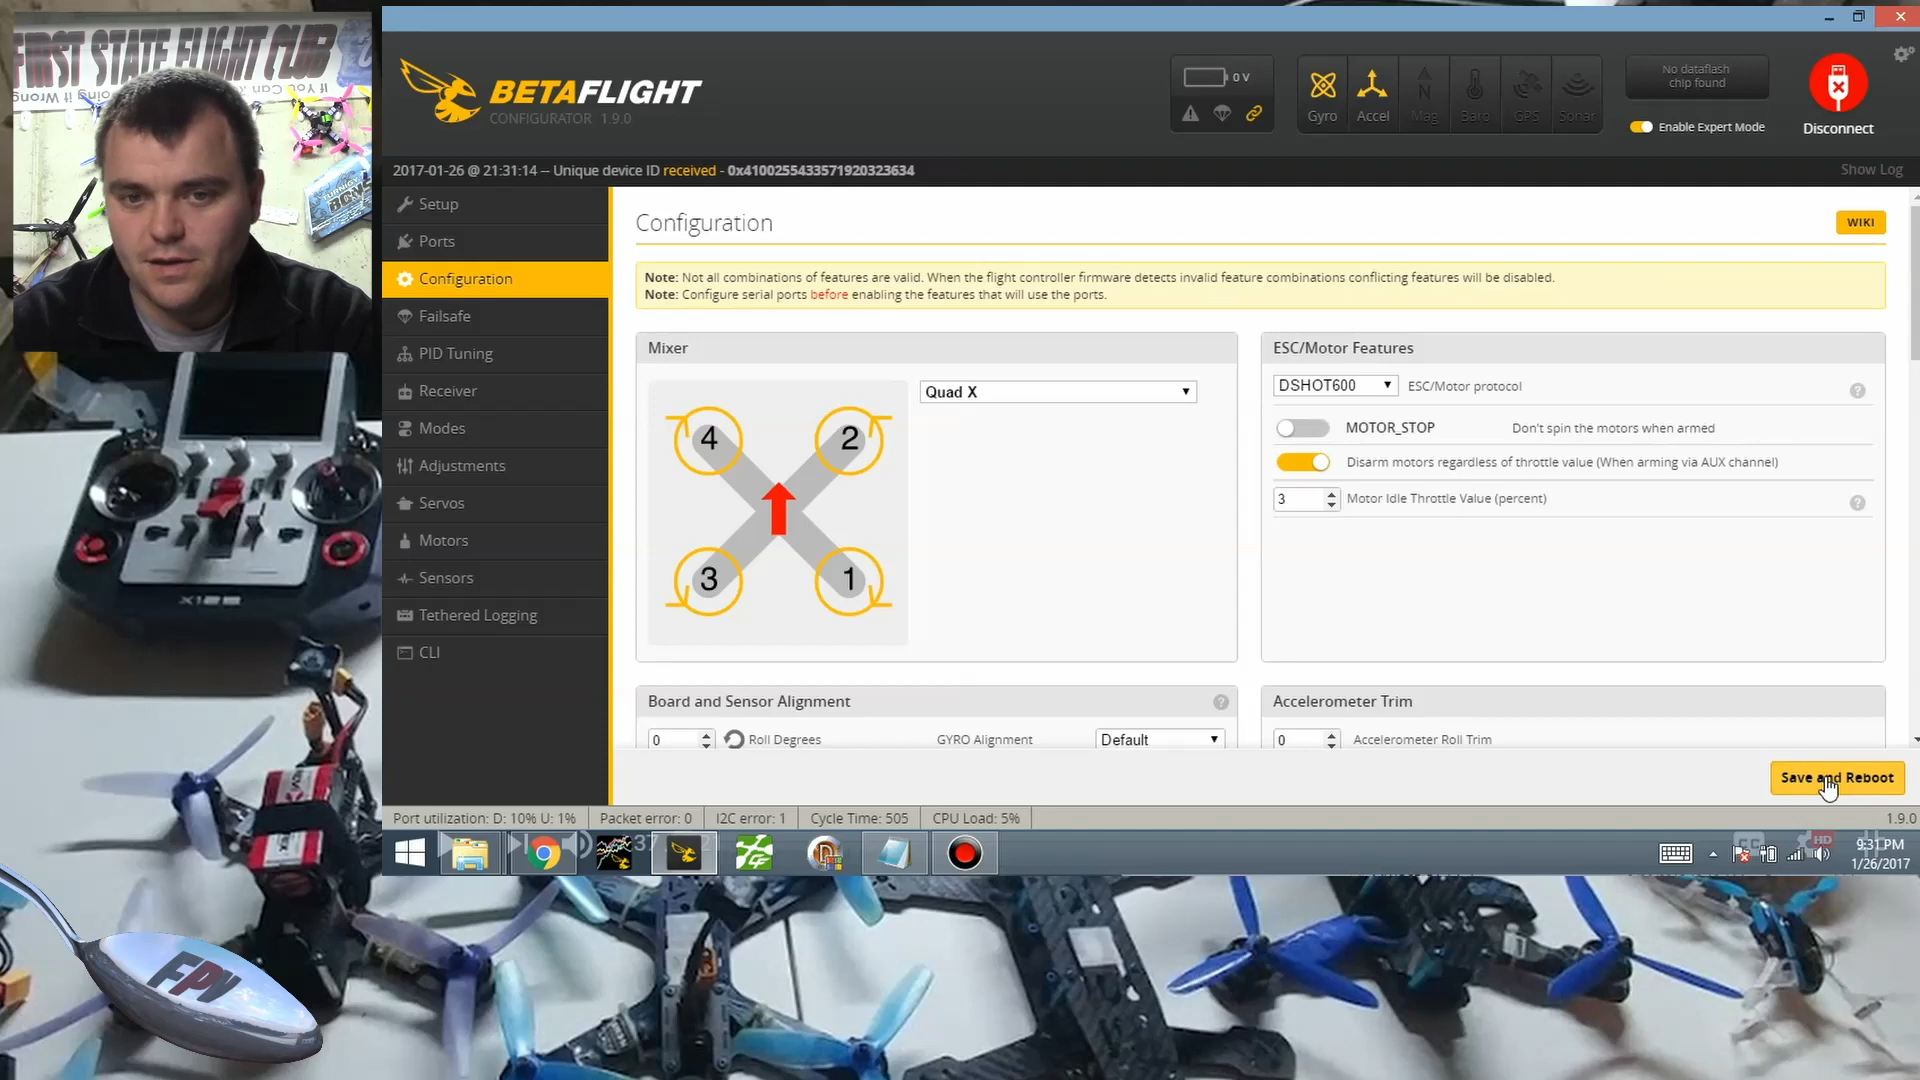 FIRST STATE FLIGHT CLUB
BETAFLIGHT
CONFIGURATOR 1.9.0
0 V
Gyro
Accel
Mag
Baro
GPS
Sonar
No dataflash
chip found
Enable Expert Mode
Disconnect
2017-01-26 @ 21:31:14 -- Unique device ID received - 0x4100255433571920323634
Show Log
Setup
Ports
Configuration
Failsafe
PID Tuning
Receiver
Modes
Adjustments
Servos
Motors
Sensors
Tethered Logging
CLI
Configuration
WIKI
Note: Not all combinations of features are valid. When the flight controller firmware detects invalid feature combinations conflicting features will be disabled.
Note: Configure serial ports before enabling the features that will use the ports.
Mixer
Quad X
4
2
3
1
ESC/Motor Features
DSHOT600
ESC/Motor protocol
MOTOR_STOP
Don't spin the motors when armed
Disarm motors regardless of throttle value (When arming via AUX channel)
3
Motor Idle Throttle Value (percent)
Board and Sensor Alignment
0
Roll Degrees
GYRO Alignment
Default
Accelerometer Trim
0
Accelerometer Roll Trim
Save and Reboot
Port utilization: D: 10% U: 1%
Packet error: 0
I2C error: 1
Cycle Time: 505
CPU Load: 5%
1.9.0
HD
9:31 PM
1/26/2017
FPV